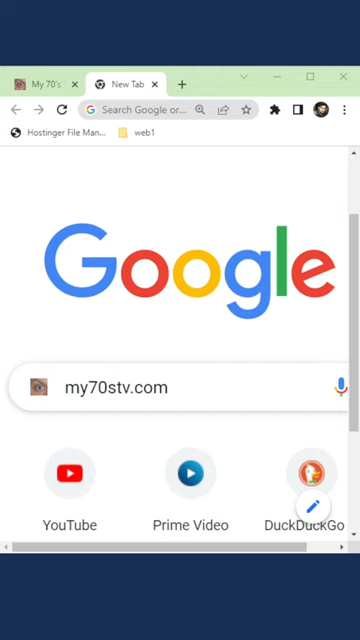 My 70's
New Tab
Search Google or...
Hostinger File Man...
web1
Google
my70stv.com
YouTube
Prime Video
DuckDuckGo